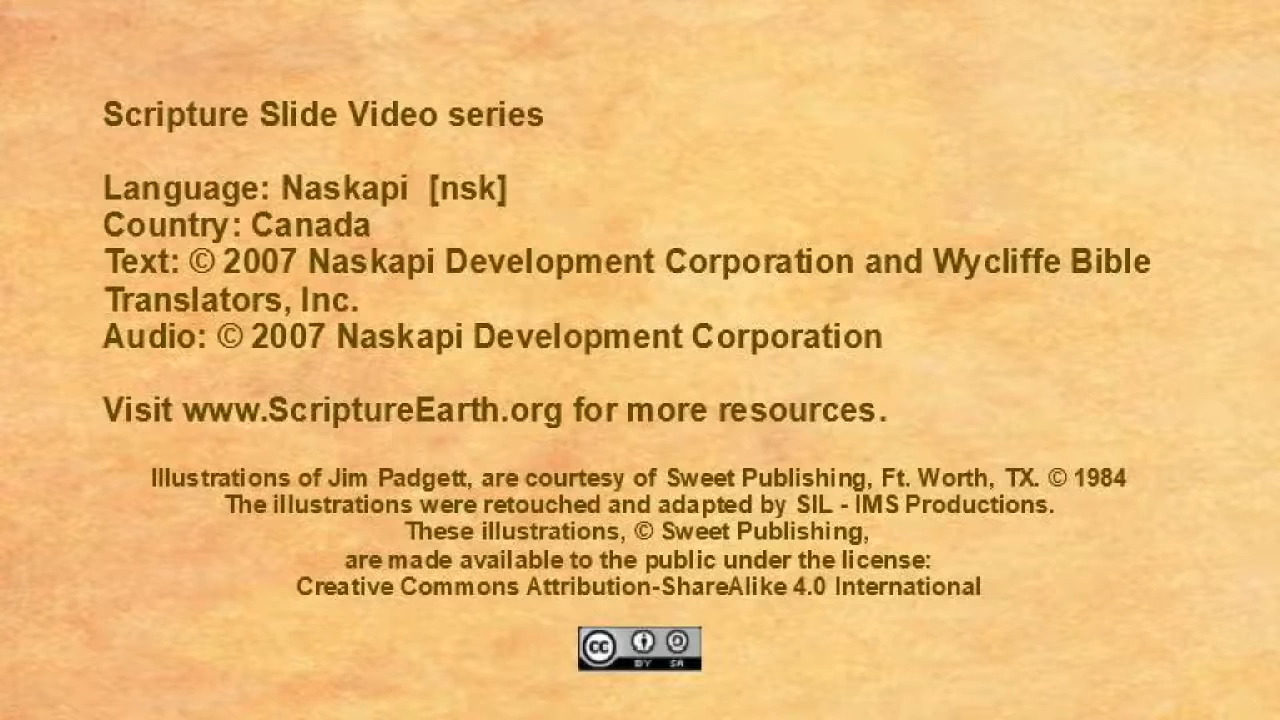 Scripture Slide Video series
Language: Naskapi [nsk]
Country: Canada
Text: © 2007 Naskapi Development Corporation and Wycliffe Bible
Translators, Inc.
Audio: © 2007 Naskapi Development Corporation
Visit www.ScriptureEarth.org for more resources.
Illustrations of Jim Padgett, are courtesy of Sweet Publishing, Ft. Worth, TX. © 1984
The illustrations were retouched and adapted by SIL - IMS Productions.
These illustrations, © Sweet Publishing,
are made available to the public under the license:
Creative Commons Attribution-ShareAlike 4.0 International
cc BY SA